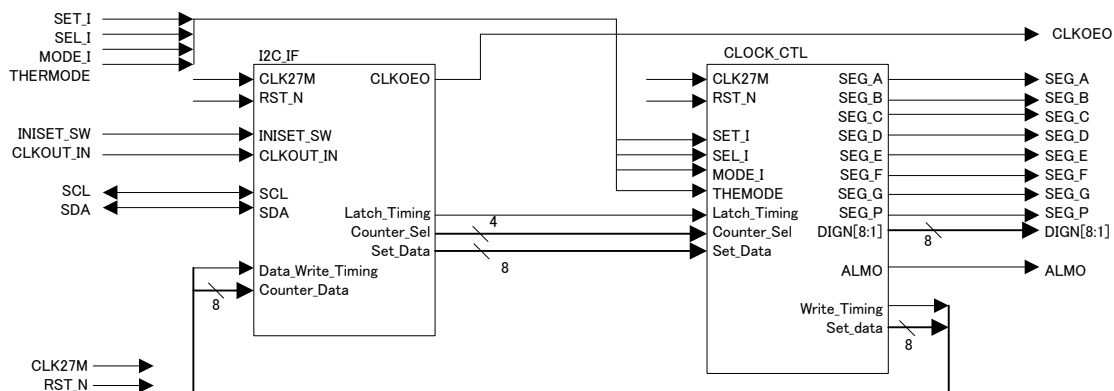 SET_I
SEL_I
MODE_I
THERMODE
INISET_SW
CLKOUT_IN
SCL
SDA
CLK27M
RST_N
I2C_IF
CLK27M
RST_N
INISET_SW
CLKOUT_IN
SCL
SDA
Data_Write_Timing
Counter_Data
8
CLKOEO
Latch_Timing
Counter_Sel
Set_Data
4
8
CLOCK_CTL
CLK27M
RST_N
SET_I
SEL_I
MODE_I
THEMODE
Latch_Timing
Counter_Sel
Set_Data
SEG_A
SEG_B
SEG_C
SEG_D
SEG_E
SEG_F
SEG_G
SEG_P
DIGN[8:1]
ALMO
Write_Timing
Set_data
8
8
CLKOEO
SEG_A
SEG_B
SEG_C
SEG_D
SEG_E
SEG_F
SEG_G
SEG_P
DIGN[8:1]
ALMO